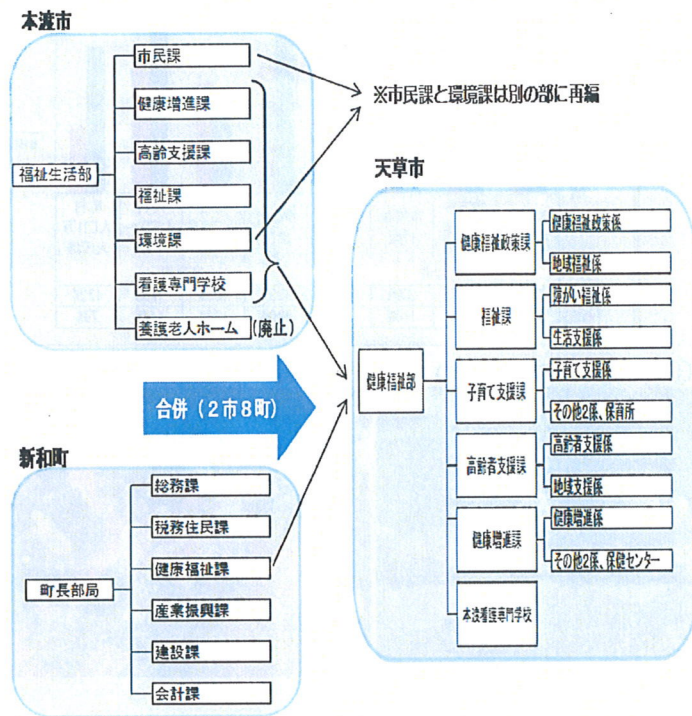 本渡市
福祉生活部
市民課
健康増進課
高齢支援課
福祉課
環境課
看護専門学校
養護老人ホーム (廃止)
※市民課と環境課は別の部に再編
合併(2市8町)
新和町
町長部局
総務課
税務住民課
健康福祉課
産業振興課
建設課
会計課
天草市
健康福祉部
健康福祉政策課
健康福祉政策係
地域福祉係
福祉課
障がい福祉係
生活支援係
子育て支援課
子育て支援係
その他2係、保育所
高齢者支援課
高齢者支援係
地域支援係
健康増進課
健康増進係
その他2係、保健センター
本渡看護専門学校